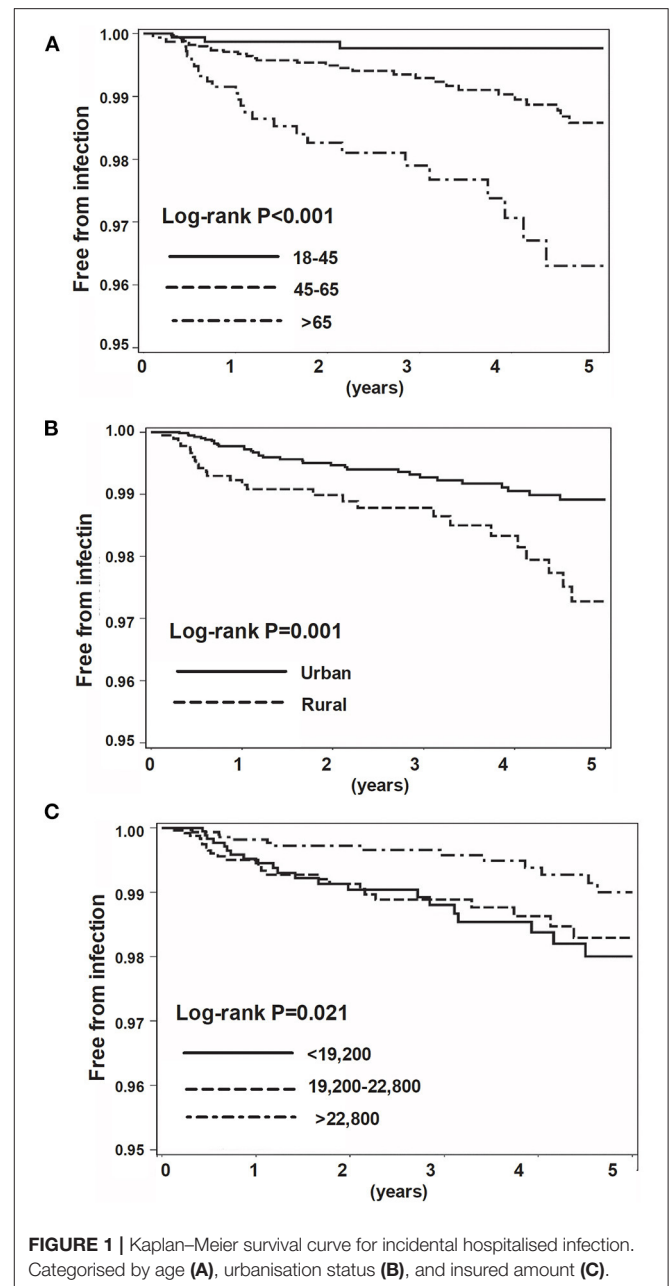 A
1.00
0.99
0.98
0.97
0.96
0.95
Free from infection
Log-rank P<0.001
18-45
45-65
>65
0 1 2 3 4 5
(years)
B
1.00
0.99
0.98
0.97
0.96
0.95
Free from infectin
Log-rank P=0.001
Urban
Rural
0 1 2 3 4 5
(years)
C
1.00
0.99
0.98
0.97
0.96
0.95
Free from infection
Log-rank P=0.021
<19,200
19,200-22,800
>22,800
0 1 2 3 4 5
(years)
FIGURE 1 | Kaplan–Meier survival curve for incidental hospitalised infection.
Categorised by age (A), urbanisation status (B), and insured amount (C).